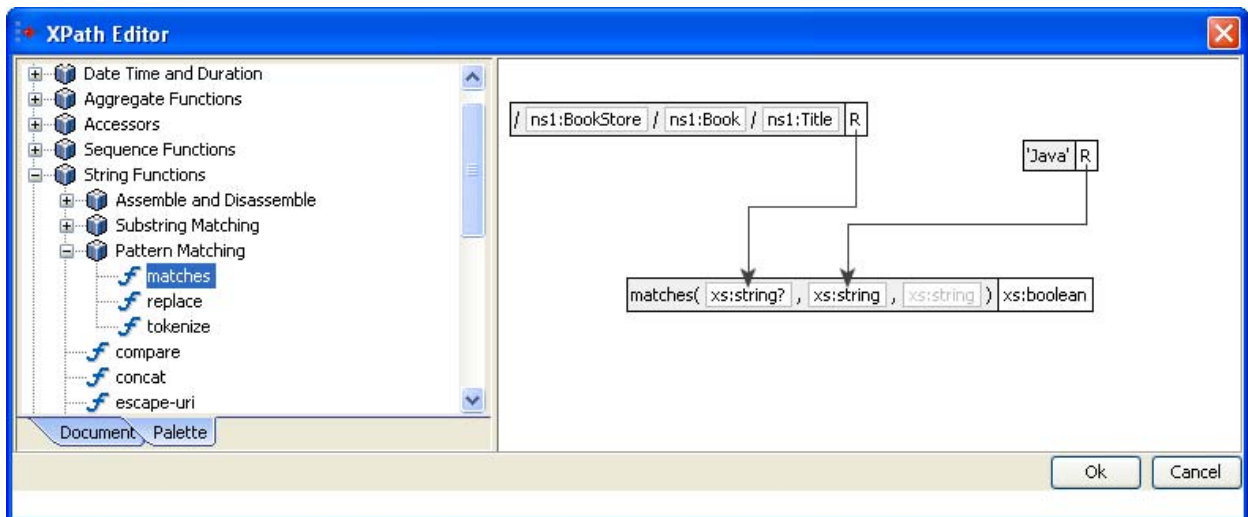 XPath Editor
Date Time and Duration
Aggregate Functions
Accessors
Sequence Functions
String Functions
Assemble and Disassemble
Substring Matching
Pattern Matching
matches
replace
tokenize
compare
concat
escape-uri
Document Palette
/ ns1:BookStore / ns1:Book / ns1:Title R
'Java' R
matches( xs:string? , xs:string , xs:string ) xs:boolean
Ok Cancel